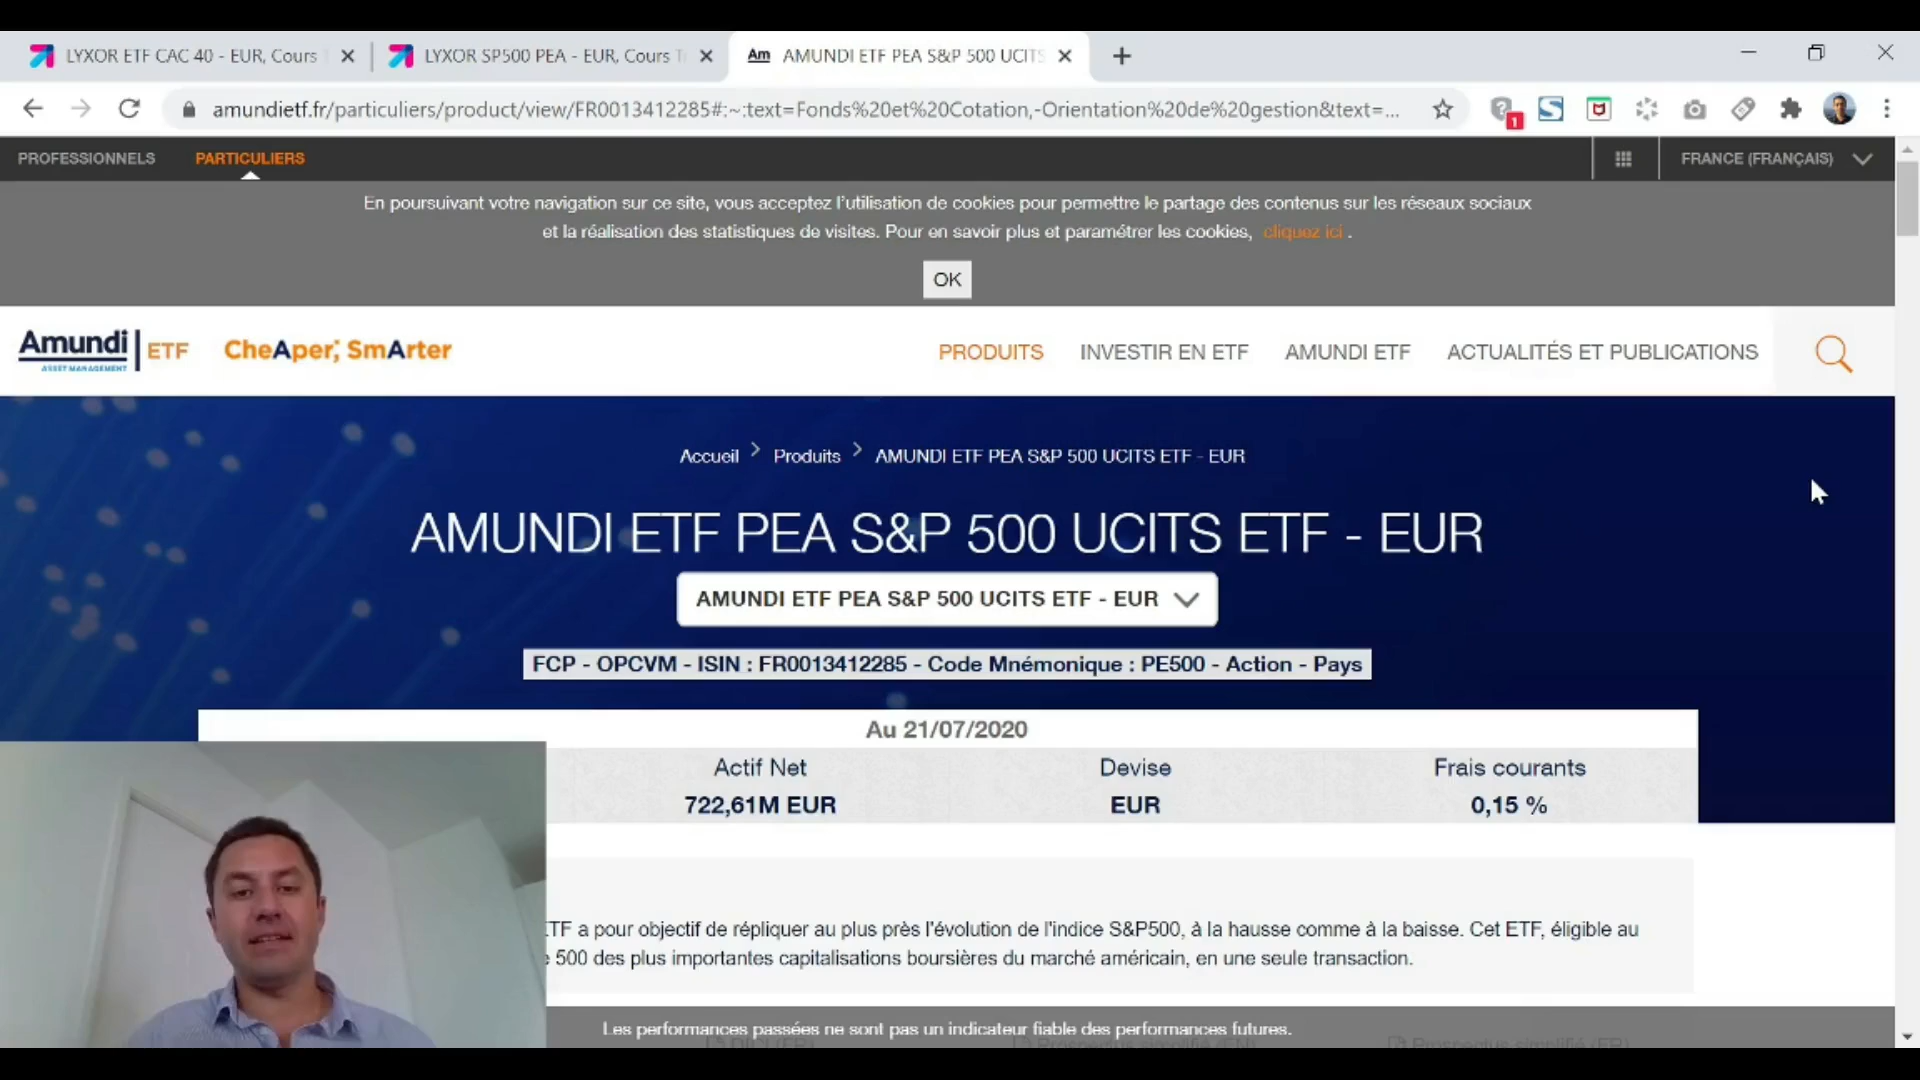 LYXOR ETF CAC 40 - EUR, Cours
LYXOR SP500 PEA - EUR, Cours
Am AMUNDI ETF PEA S&P 500 UCITS
amundietf.fr/particuliers/product/view/FR0013412285#:~:text=Fonds%20et%20Cotation,-Orientation%20de%20gestion&text=...
1
PROFESSIONNELS
PARTICULIERS
FRANCE (FRANÇAIS)
En poursuivant votre navigation sur ce site, vous acceptez l'utilisation de cookies pour permettre le partage des contenus sur les réseaux sociaux
et la réalisation des statistiques de visites. Pour en savoir plus et paramétrer les cookies, cliquez ici .
OK
Amundi ETF
ASSET MANAGEMENT
CheAper, SmArter
PRODUITS
INVESTIR EN ETF
AMUNDI ETF
ACTUALITÉS ET PUBLICATIONS
Accueil > Produits > AMUNDI ETF PEA S&P 500 UCITS ETF - EUR
AMUNDI ETF PEA S&P 500 UCITS ETF - EUR
AMUNDI ETF PEA S&P 500 UCITS ETF - EUR
FCP - OPCVM - ISIN : FR0013412285 - Code Mnémonique : PE500 - Action - Pays
Au 21/07/2020
Actif Net
722,61M EUR
Devise
EUR
Frais courants
0,15 %
ETF a pour objectif de répliquer au plus près l'évolution de l'indice S&P500, à la hausse comme à la baisse. Cet ETF, éligible au
500 des plus importantes capitalisations boursières du marché américain, en une seule transaction.
Les performances passées ne sont pas un indicateur fiable des performances futures.